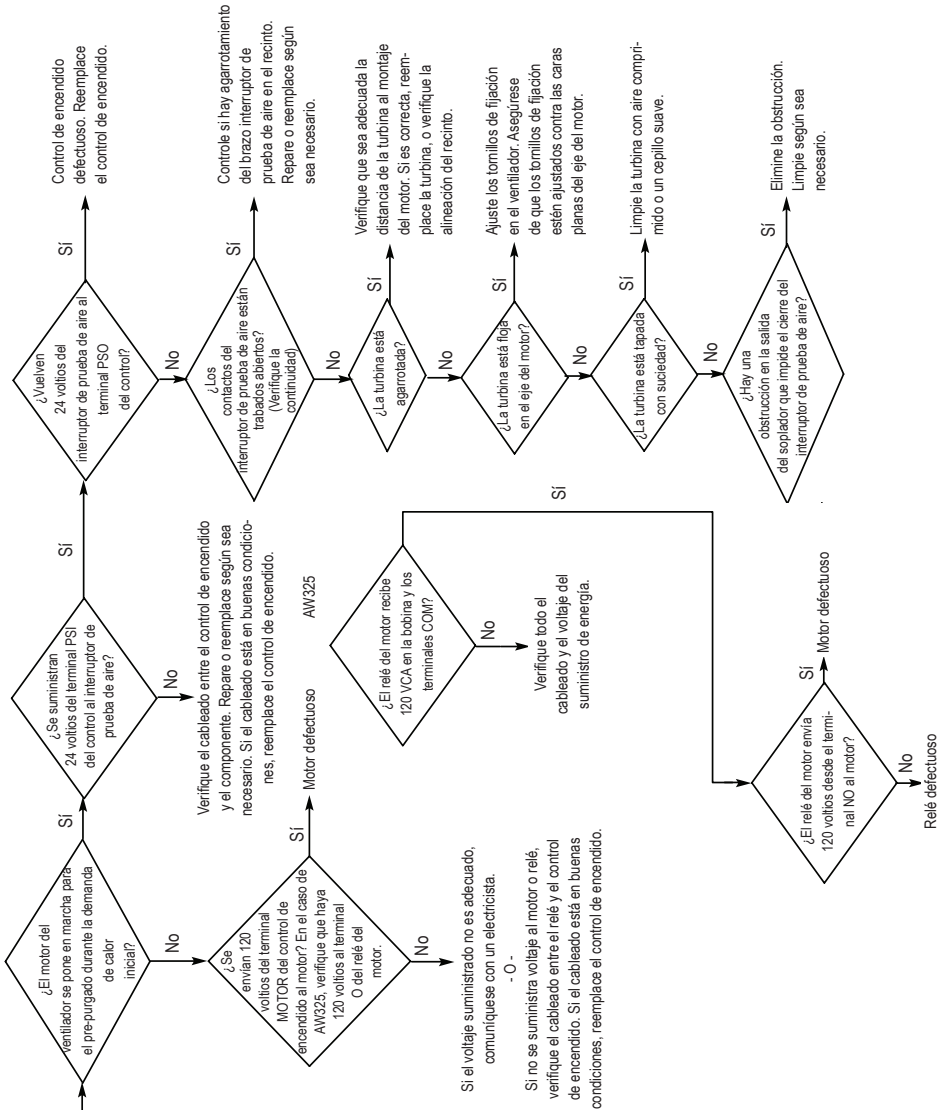 ¿El motor del
ventilador se pone en marcha para
el pre-purgado durante la demanda
de calor
inicial?
Sí
No
¿Se
envían 120
voltios del terminal
MOTOR del control de
encendido al motor? En el caso de
AW325, verifique que haya
120 voltios al terminal
O del relé del
motor.
Sí
Motor defectuoso
No
Si el voltaje suministrado no es adecuado,
comuníquese con un electricista.
- O -
Si no se suministra voltaje al motor o relé,
verifique el cableado entre el relé y el control
de encendido. Si el cableado está en buenas
condiciones, reemplace el control de encendido.
¿Se suministran
24 voltios del terminal PSI
del control al interruptor de
prueba de aire?
Sí
No
Verifique el cableado entre el control de encendido
y el componente. Repare o reemplace según sea
necesario. Si el cableado está en buenas condicio-
nes, reemplace el control de encendido.
¿Vuelven
24 voltios del
interruptor de prueba de aire al
terminal PSO
del control?
Sí
Control de encendido
defectuoso. Reemplace
el control de encendido.
No
¿Los
contactos del
interruptor de prueba de aire están
trabados abiertos?
(Verifique la
continuidad)
Sí
Controle si hay agarrotamiento
del brazo interruptor de
prueba de aire en el recinto.
Repare o reemplace según
sea necesario.
No
¿La turbina está
agarrotada?
Sí
Verifique que sea adecuada la
distancia de la turbina al montaje
del motor. Si es correcta, reem-
place la turbina, o verifique la
alineación del recinto.
No
¿La turbina está floja
en el eje del motor?
Sí
Ajuste los tornillos de fijación
en el ventilador. Asegúrese
de que los tornillos de fijación
estén ajustados contra las caras
planas del eje del motor.
No
¿La turbina está tapada
con suciedad?
Sí
Limpie la turbina con aire compri-
mido o un cepillo suave.
No
¿Hay una
obstrucción en la salida
del soplador que impide el cierre del
interruptor de prueba de aire?
Sí
Elimine la obstrucción.
Limpie según sea
necesario.
AW325
¿El relé del motor recibe
120 VCA en la bobina y los
terminales COM?
Sí
No
Verifique todo el
cableado y el voltaje del
suministro de energía.
¿El relé del motor envía
120 voltios desde el termi-
nal NO al motor?
Sí
Motor defectuoso
No
Relé defectuoso